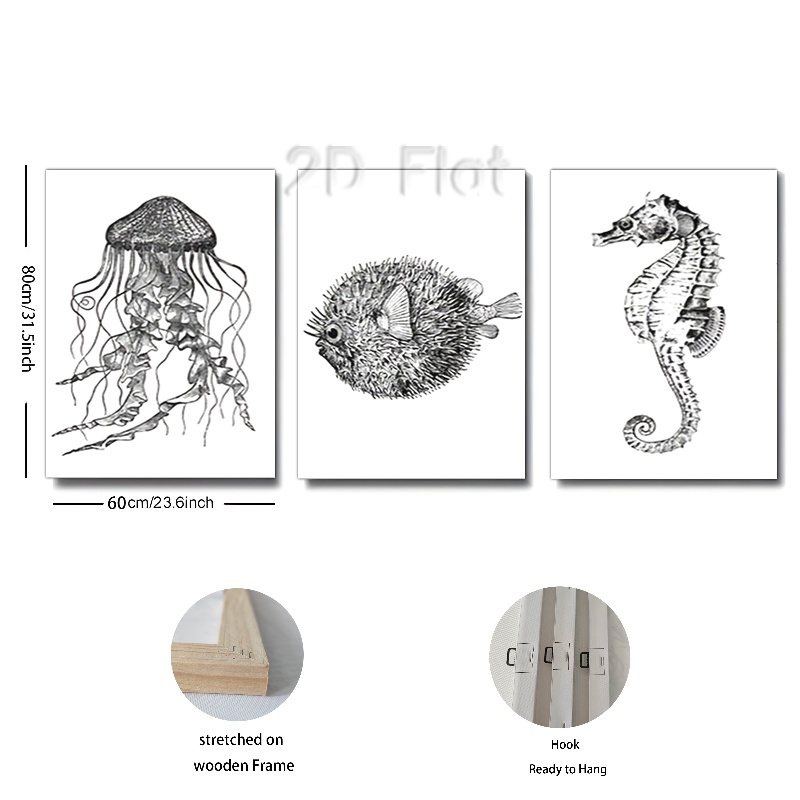 2D Flat
80cm/31.5inch
60cm/23.6inch
stretched on
wooden Frame
Hook
Ready to Hang